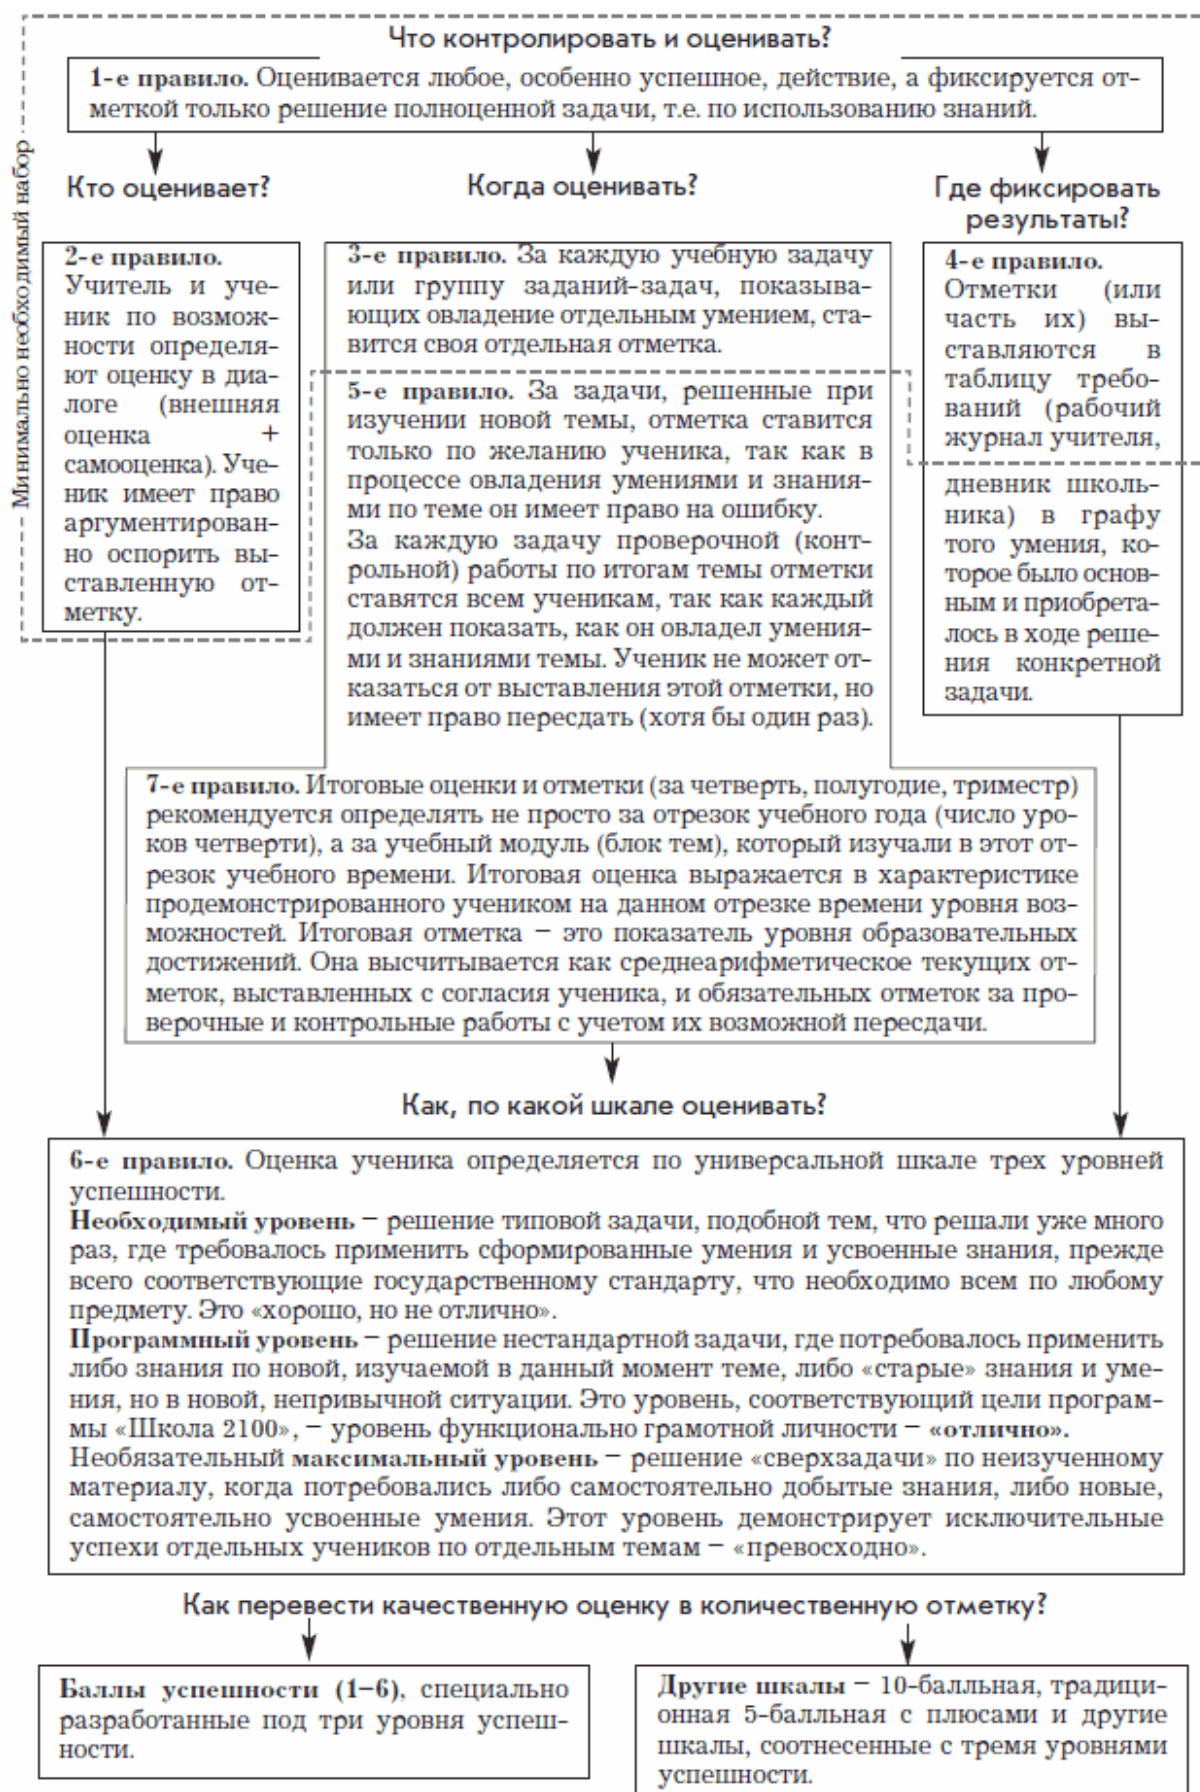 Что контролировать и оценивать?
1-е правило. Оценивается любое, особенно успешное, действие, а фиксируется от-
меткой только решение полноценной задачи, т.е. по использованию знаний.
Минимально необходимый набор
Кто оценивает?
2-е правило.
Учитель и уче-
ник по возмож-
ности определя-
ют оценку в диа-
логе (внешняя
оценка +
самооценка). Уче-
ник имеет право
аргументирован-
но оспорить вы-
ставленную от-
метку.
Когда оценивать?
3-е правило. За каждую учебную задачу
или группу заданий-задач, показыва-
ющих овладение отдельным умением, ста-
вится своя отдельная отметка.
5-е правило. За задачи, решенные при
изучении новой темы, отметка ставится
только по желанию ученика, так как в
процессе овладения умениями и знания-
ми по теме он имеет право на ошибку.
За каждую задачу проверочной (конт-
рольной) работы по итогам темы отметки
ставятся всем ученикам, так как каждый
должен показать, как он овладел умения-
ми и знаниями темы. Ученик не может от-
казаться от выставления этой отметки, но
имеет право пересдать (хотя бы один раз).
Где фиксировать
результаты?
4-е правило.
Отметки (или
часть их) вы-
ставляются в
таблицу требо-
ваний (рабочий
журнал учителя,
дневник школь-
ника) в графу
того умения, ко-
торое было основ-
ным и приобрета-
лось в ходе реше-
ния конкретной
задачи.
7-е правило. Итоговые оценки и отметки (за четверть, полугодие, триместр)
рекомендуется определять не просто за отрезок учебного года (число уро-
ков четверти), а за учебный модуль (блок тем), который изучали в этот от-
резок учебного времени. Итоговая оценка выражается в характеристике
продемонстрированного учеником на данном отрезке времени уровня воз-
можностей. Итоговая отметка – это показатель уровня образовательных
достижений. Она высчитывается как среднеарифметическое текущих от-
меток, выставленных с согласия ученика, и обязательных отметок за про-
верочные и контрольные работы с учетом их возможной пересдачи.
Как, по какой шкале оценивать?
6-е правило. Оценка ученика определяется по универсальной шкале трех уровней
успешности.
Необходимый уровень – решение типовой задачи, подобной тем, что решали уже много
раз, где требовалось применить сформированные умения и усвоенные знания, прежде
всего соответствующие государственному стандарту, что необходимо всем по любому
предмету. Это «хорошо, но не отлично».
Программный уровень – решение нестандартной задачи, где потребовалось применить
либо знания по новой, изучаемой в данный момент теме, либо «старые» знания и уме-
ния, но в новой, непривычной ситуации. Это уровень, соответствующий цели програм-
мы «Школа 2100», – уровень функционально грамотной личности – «отлично».
Необязательный максимальный уровень – решение «сверхзадачи» по неизученному
материалу, когда потребовались либо самостоятельно добытые знания, либо новые,
самостоятельно усвоенные умения. Этот уровень демонстрирует исключительные
успехи отдельных учеников по отдельным темам – «превосходно».
Как перевести качественную оценку в количественную отметку?
Баллы успешности (1–6), специально
разработанные под три уровня успеш-
ности.
Другие шкалы – 10-балльная, традици-
онная 5-балльная с плюсами и другие
шкалы, соотнесенные с тремя уровнями
успешности.